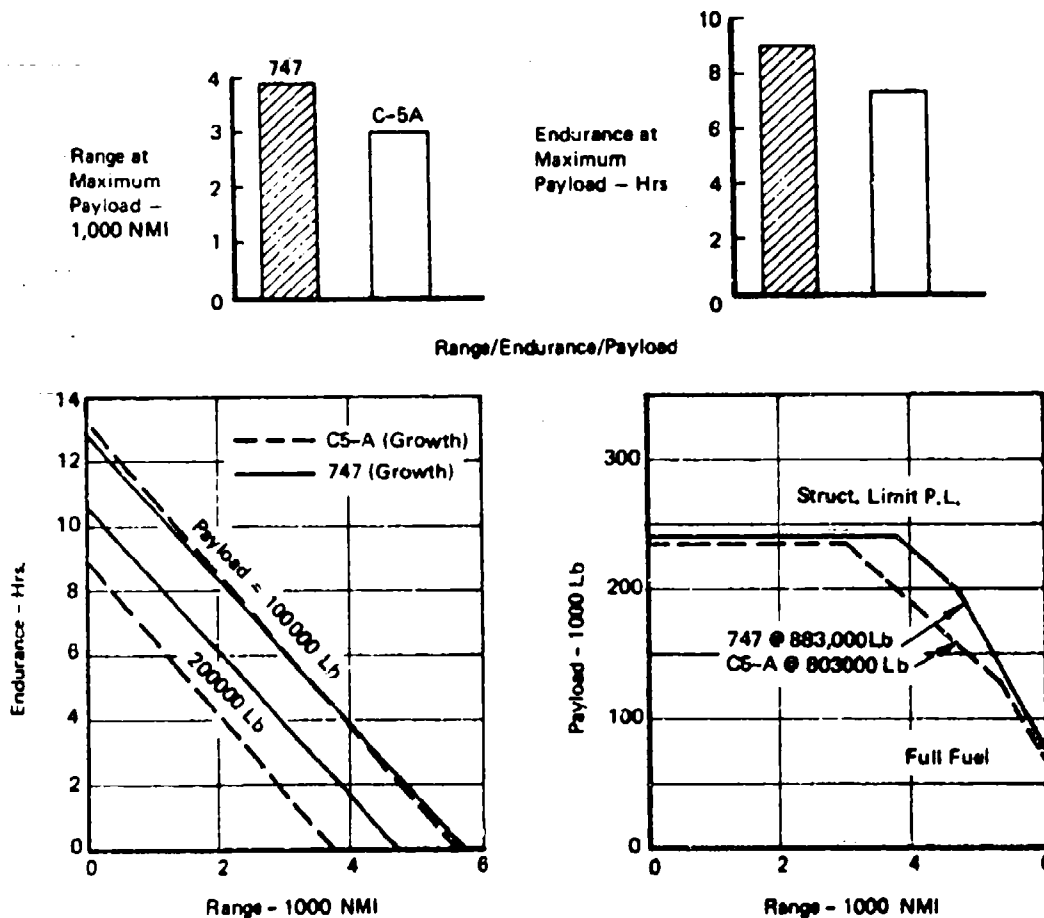 747
C-5A
4
3
2
1
0
Range at
Maximum
Payload –
1,000 NMI
10
8
6
4
2
0
Endurance at
Maximum
Payload – Hrs
Range/Endurance/Payload
14
12
10
8
6
4
2
0
Endurance – Hrs.
C5-A (Growth)
747 (Growth)
Payload = 100000 Lb
200000 Lb
0 2 4 6
Range – 1000 NMI
300
200
100
0
Payload – 1000 Lb
Struct. Limit P.L.
747 @ 883,000 Lb
C5-A @ 803000 Lb
Full Fuel
0 2 4 6
Range – 1000 NMI